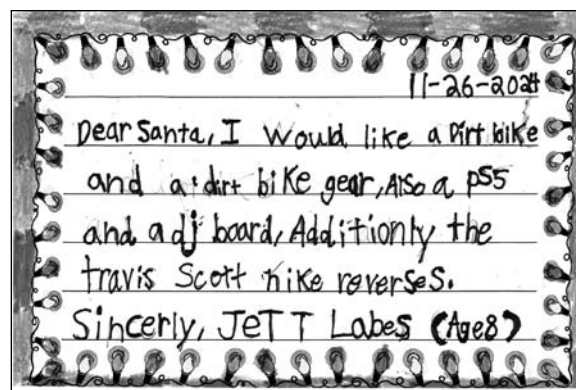 11-26-2024
Dear Santa, I would like a Dirt bike
and a dirt bike gear, Also a ps5
and a dj board, Additionly the
travis Scott nike reverses.
Sincerly, JeTT Labes (Age8)